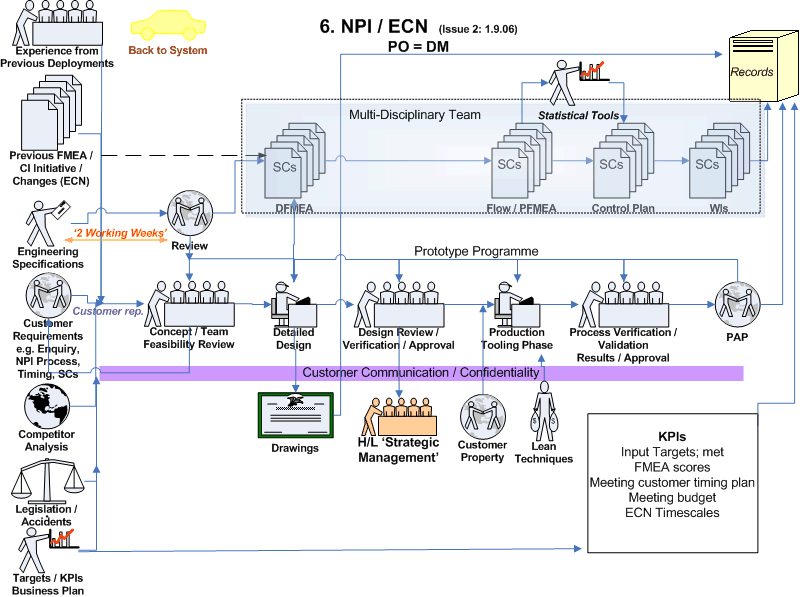 6. NPI / ECN (Issue 2: 1.9.06)
PO = DM
Experience from
Previous Deployments
Back to System
Records
Multi-Disciplinary Team
Statistical Tools
Previous FMEA /
CI Initiative /
Changes (ECN)
SCs
SCs
SCs
SCs
DFMEA
Flow / PFMEA
Control Plan
WIs
'2 Working Weeks'
Review
Engineering
Specifications
Prototype Programme
Customer rep.
Customer
Requirements
e.g. Enquiry,
NPI Process,
Timing, SCs
Concept / Team
Feasibility Review
Detailed
Design
Design Review /
Verification / Approval
Production
Tooling Phase
Process Verification /
Validation
Results / Approval
PAP
Customer Communication / Confidentiality
Competitor
Analysis
Drawings
H/L 'Strategic
Management'
Customer
Property
Lean
Techniques
KPIs
Input Targets; met
FMEA scores
Meeting customer timing plan
Meeting budget
ECN Timescales
Legislation /
Accidents
Targets / KPIs
Business Plan